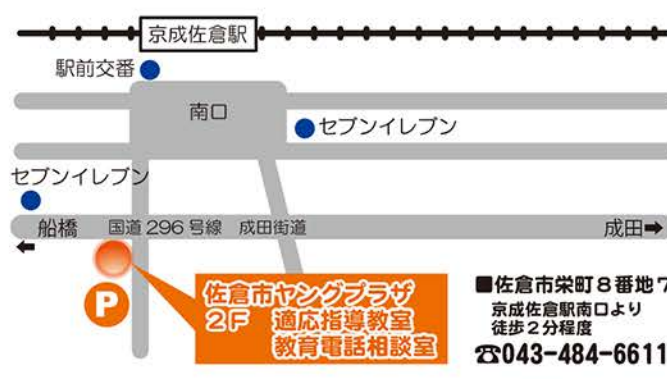 京成佐倉駅
駅前交番
南口
セブンイレブン
セブンイレブン
船橋 国道296号線 成田街道 成田➡
⬅
P
佐倉市ヤングプラザ
2F 適応指導教室
教育電話相談室
■佐倉市栄町8番地7
京成佐倉駅南口より
徒歩2分程度
☎043-484-6611